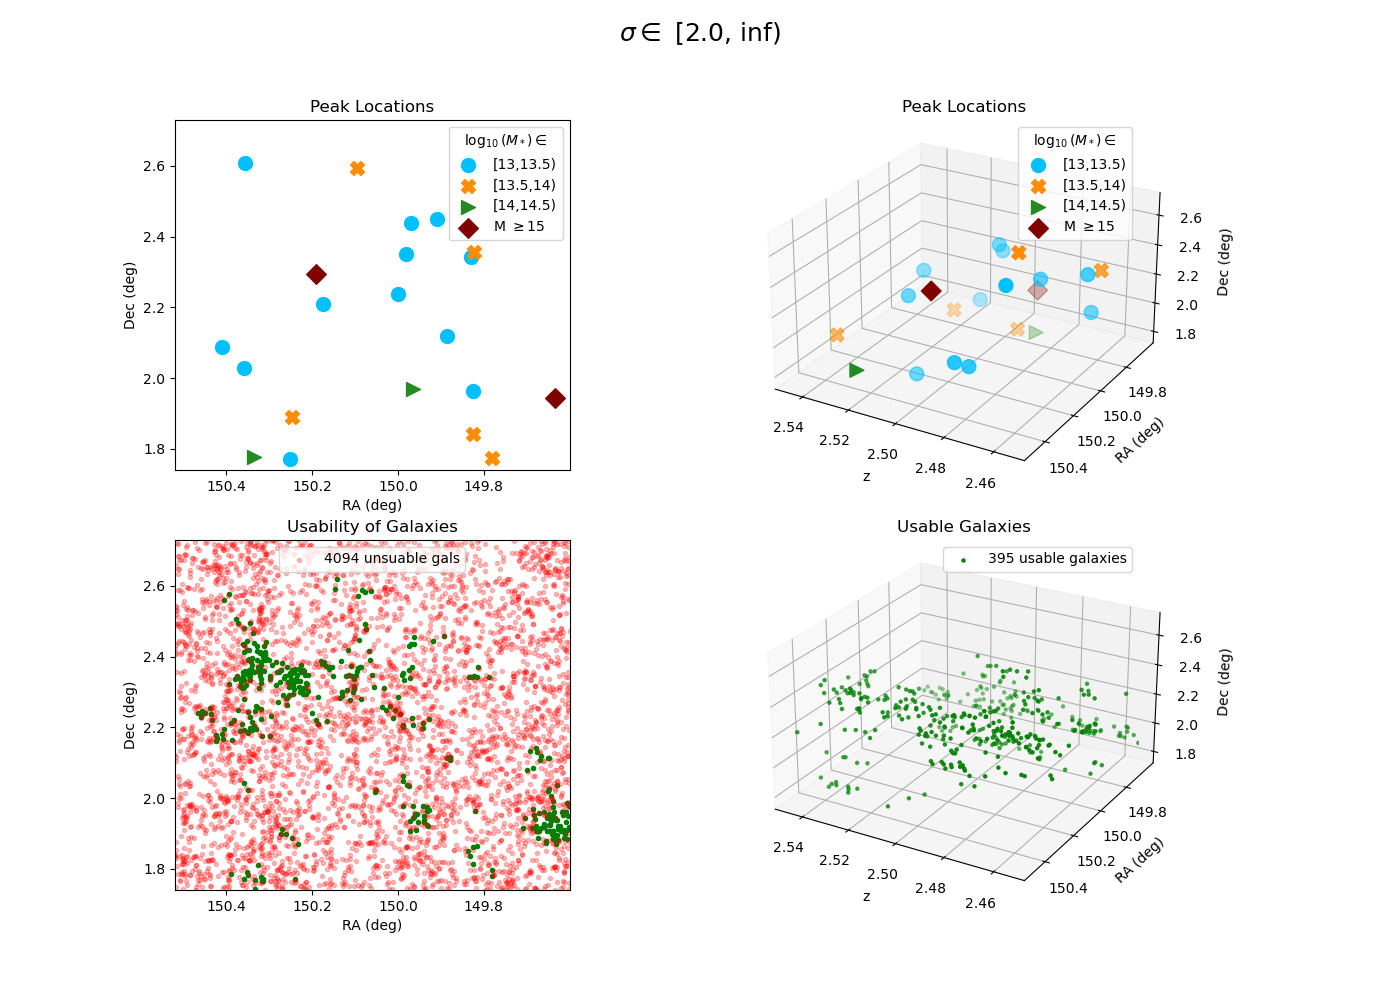 σ ∈ [2.0, inf)
Peak Locations
log₁₀(M*) ∈
[13,13.5)
[13.5,14)
[14,14.5)
M ≥15
2.6
2.4
2.2
2.0
1.8
Dec (deg)
150.4 150.2 150.0 149.8
RA (deg)
Peak Locations
log₁₀(M*) ∈
[13,13.5)
[13.5,14)
[14,14.5)
M ≥15
2.6
2.4
2.2
2.0
1.8
Dec (deg)
149.8
150.0
150.2
150.4
RA (deg)
2.54
2.52
2.50
2.48
2.46
z
Usability of Galaxies
4094 unsuable gals
2.6
2.4
2.2
2.0
1.8
Dec (deg)
150.4 150.2 150.0 149.8
RA (deg)
Usable Galaxies
395 usable galaxies
2.6
2.4
2.2
2.0
1.8
Dec (deg)
149.8
150.0
150.2
150.4
RA (deg)
2.54
2.52
2.50
2.48
2.46
z